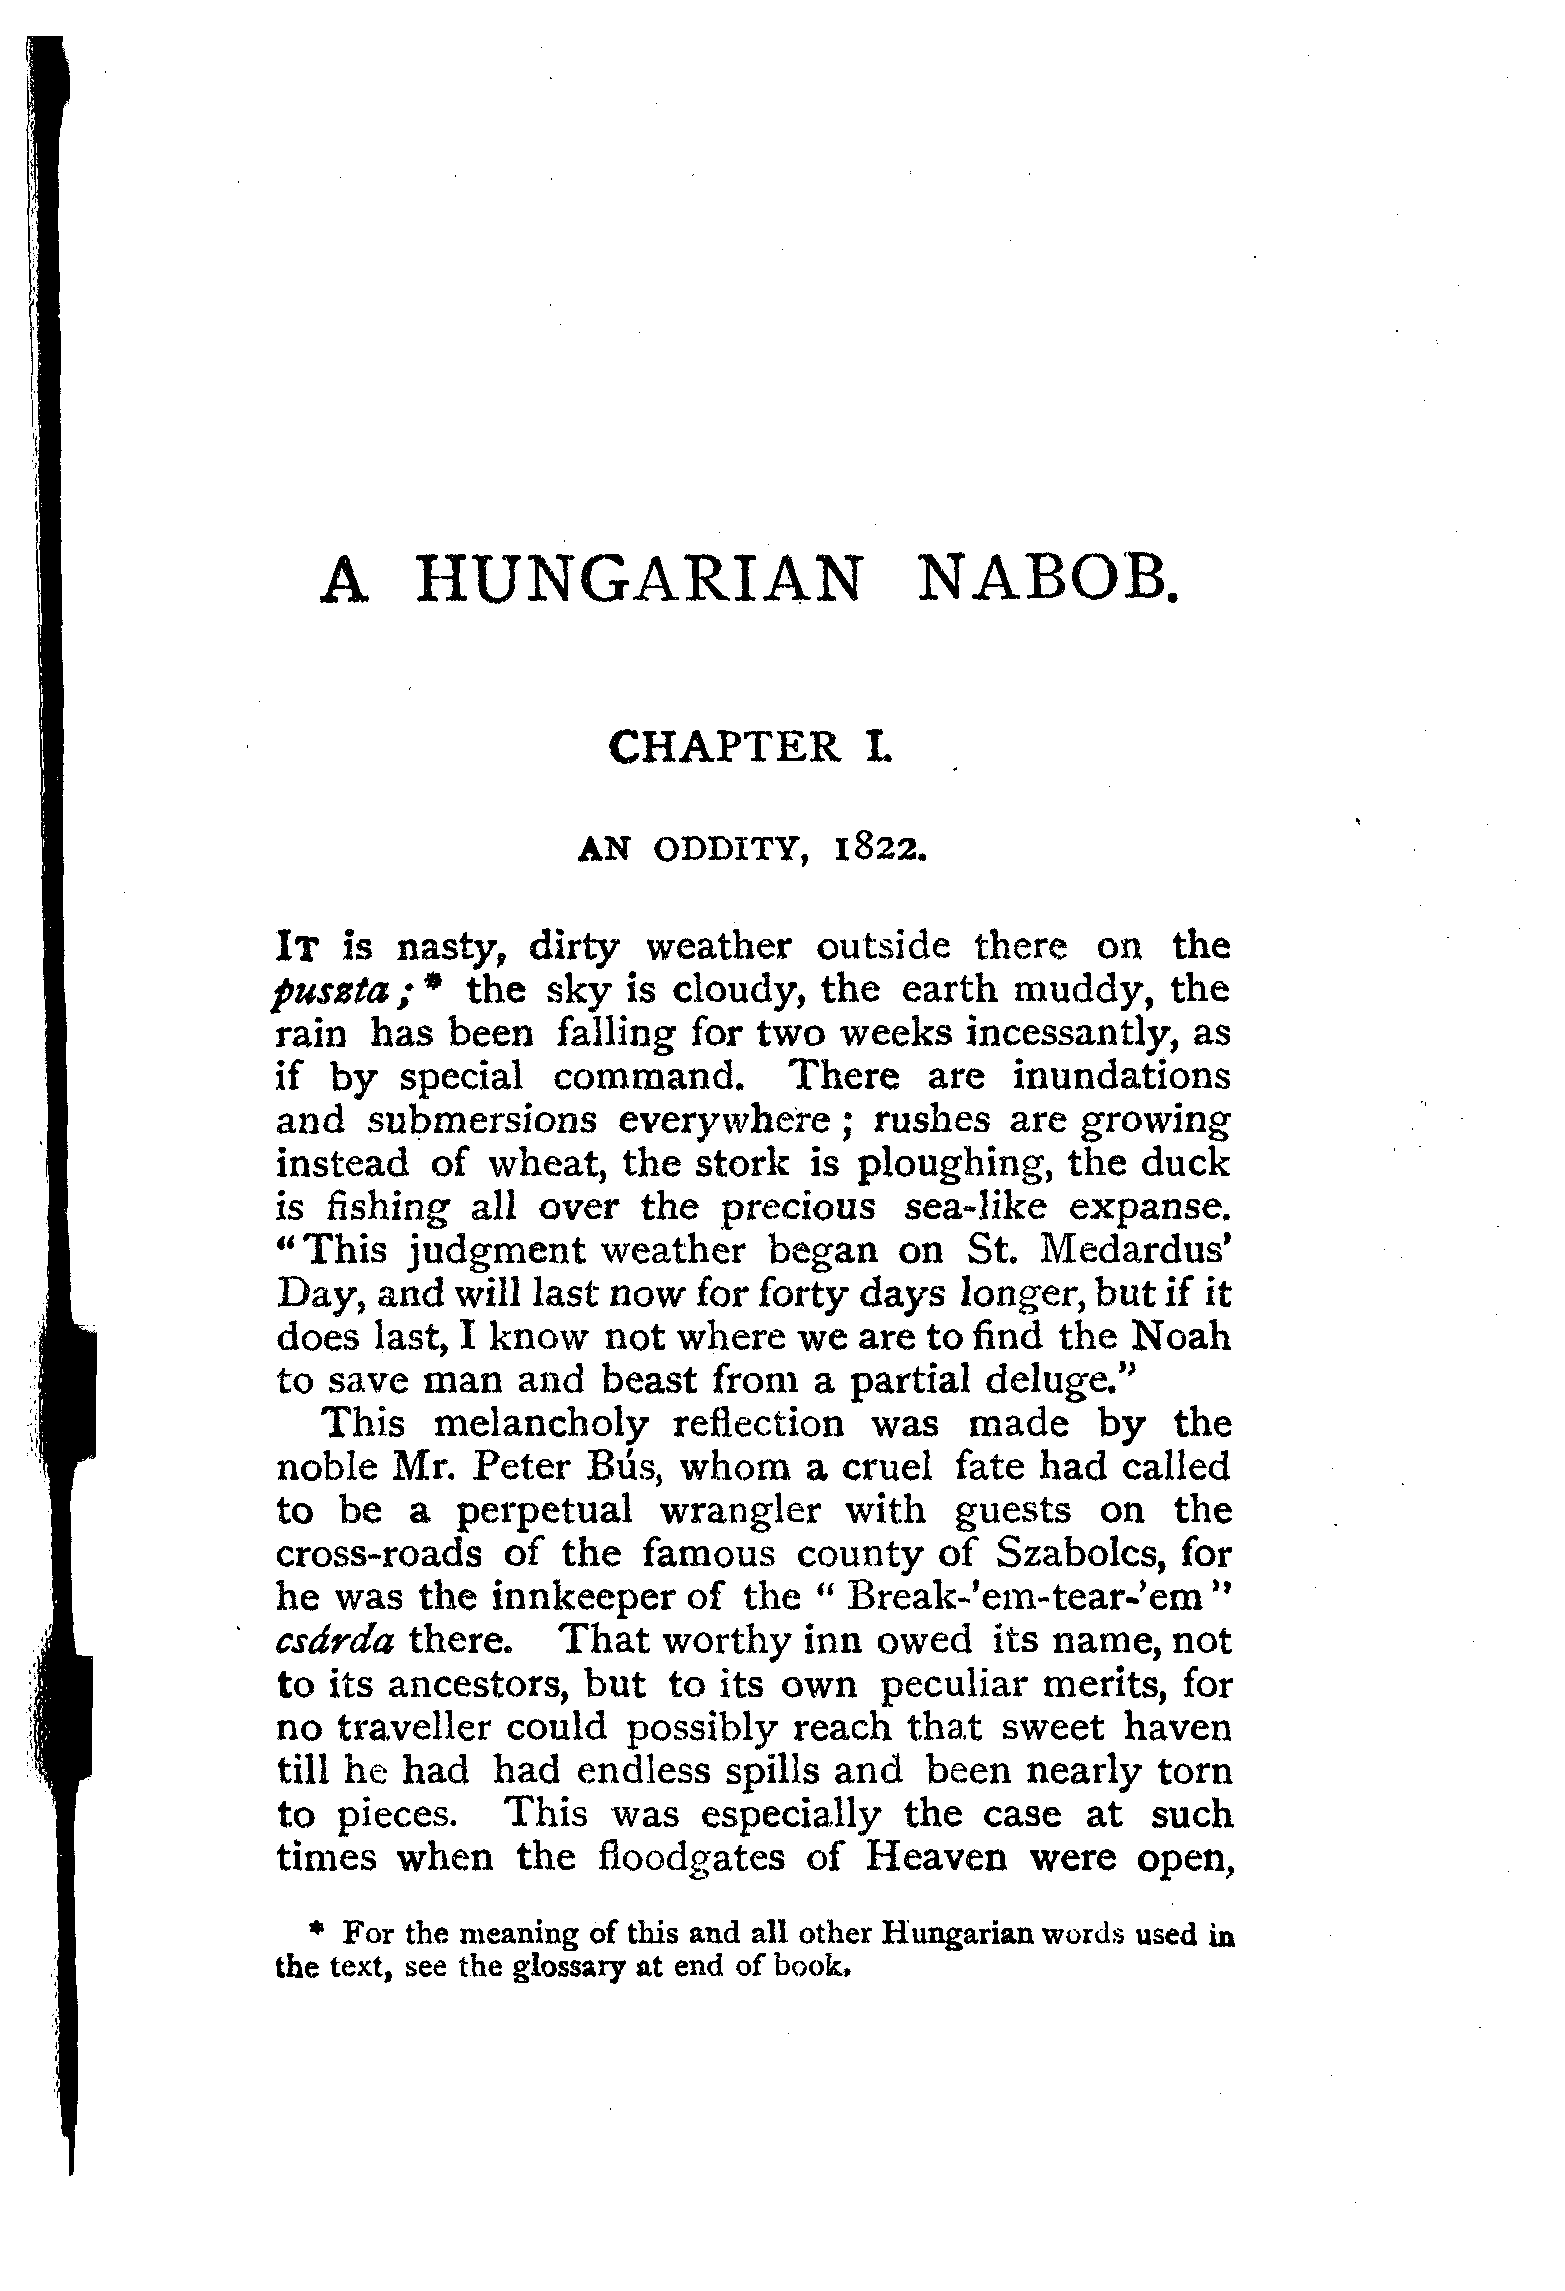 A HUNGARIAN NABOB.
CHAPTER I.
AN ODDITY, 1822.
IT is nasty, dirty weather outside there on the
puszta;* the sky is cloudy, the earth muddy, the
rain has been falling for two weeks incessantly, as
if by special command. There are inundations
and submersions everywhere; rushes are growing
instead of wheat, the stork is ploughing, the duck
is fishing all over the precious sea-like expanse.
"This judgment weather began on St. Medardus'
Day, and will last now for forty days longer, but if it
does last, I know not where we are to find the Noah
to save man and beast from a partial deluge."
This melancholy reflection was made by the
noble Mr. Peter Bús, whom a cruel fate had called
to be a perpetual wrangler with guests on the
cross-roads of the famous county of Szabolcs, for
he was the innkeeper of the "Break-'em-tear-'em"
csárda there. That worthy inn owed its name, not
to its ancestors, but to its own peculiar merits, for
no traveller could possibly reach that sweet haven
till he had had endless spills and been nearly torn
to pieces. This was especially the case at such
times when the floodgates of Heaven were open,
* For the meaning of this and all other Hungarian words used in
the text, see the glossary at end of book.